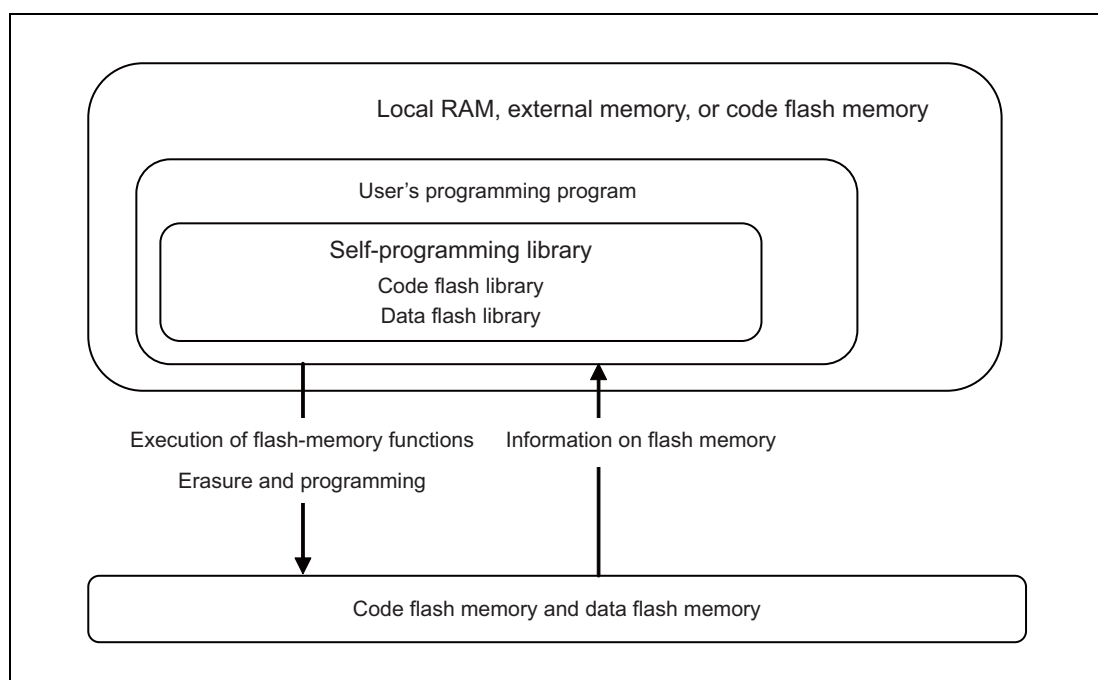 Local RAM, external memory, or code flash memory
User’s programming program
Self-programming library
Code flash library
Data flash library
Execution of flash-memory functions
Information on flash memory
Erasure and programming
Code flash memory and data flash memory